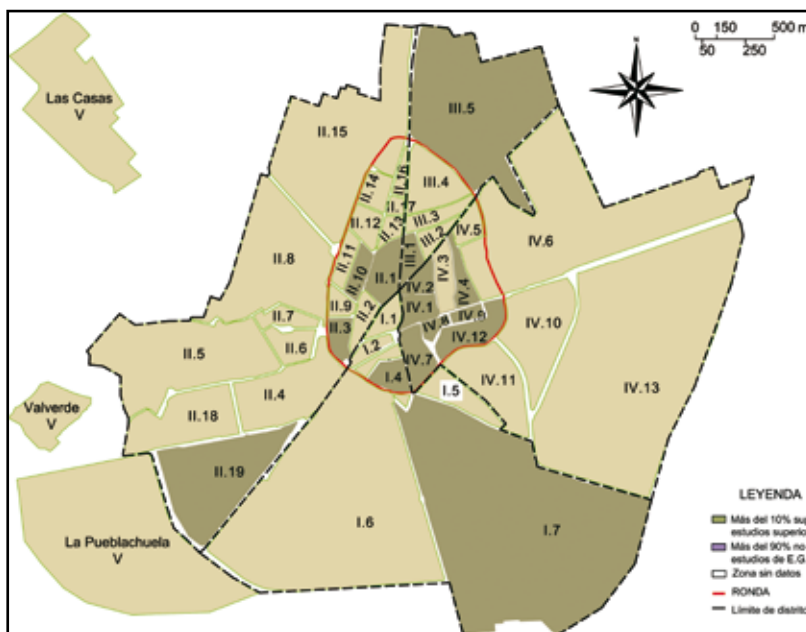 0 150 500 m
50 250
N
Las Casas
V
II.15
III.5
II.14
II.16
III.4
II.17
II.12
II.13
III.3
III.2
IV.5
IV.6
II.8
II.11
II.10
II.1
III.1
IV.3
IV.4
IV.2
II.9
II.2
I.1
IV.1
II.7
II.3
IV.8
IV.9
IV.10
II.5
II.6
I.2
IV.12
IV.7
I.4
IV.11
IV.13
Valverde
V
II.18
II.4
I.5
II.19
I.6
I.7
La Pueblachuela
V
LEYENDA
Más del 10% sup
estudios superio
Más del 90% no
estudios de E.G.
Zona sin datos
RONDA
Límite de distrito